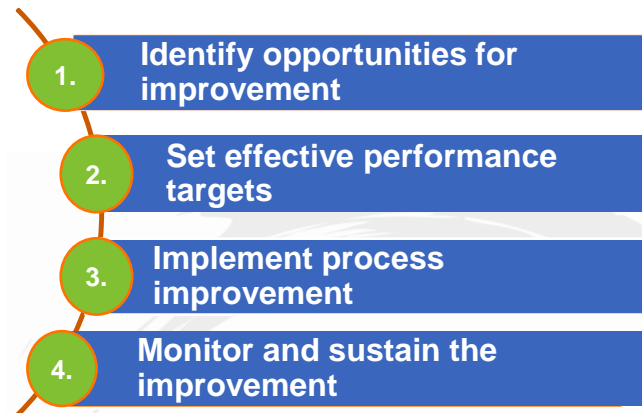 1.
Identify opportunities for
improvement
2.
Set effective performance
targets
3.
Implement process
improvement
4.
Monitor and sustain the
improvement